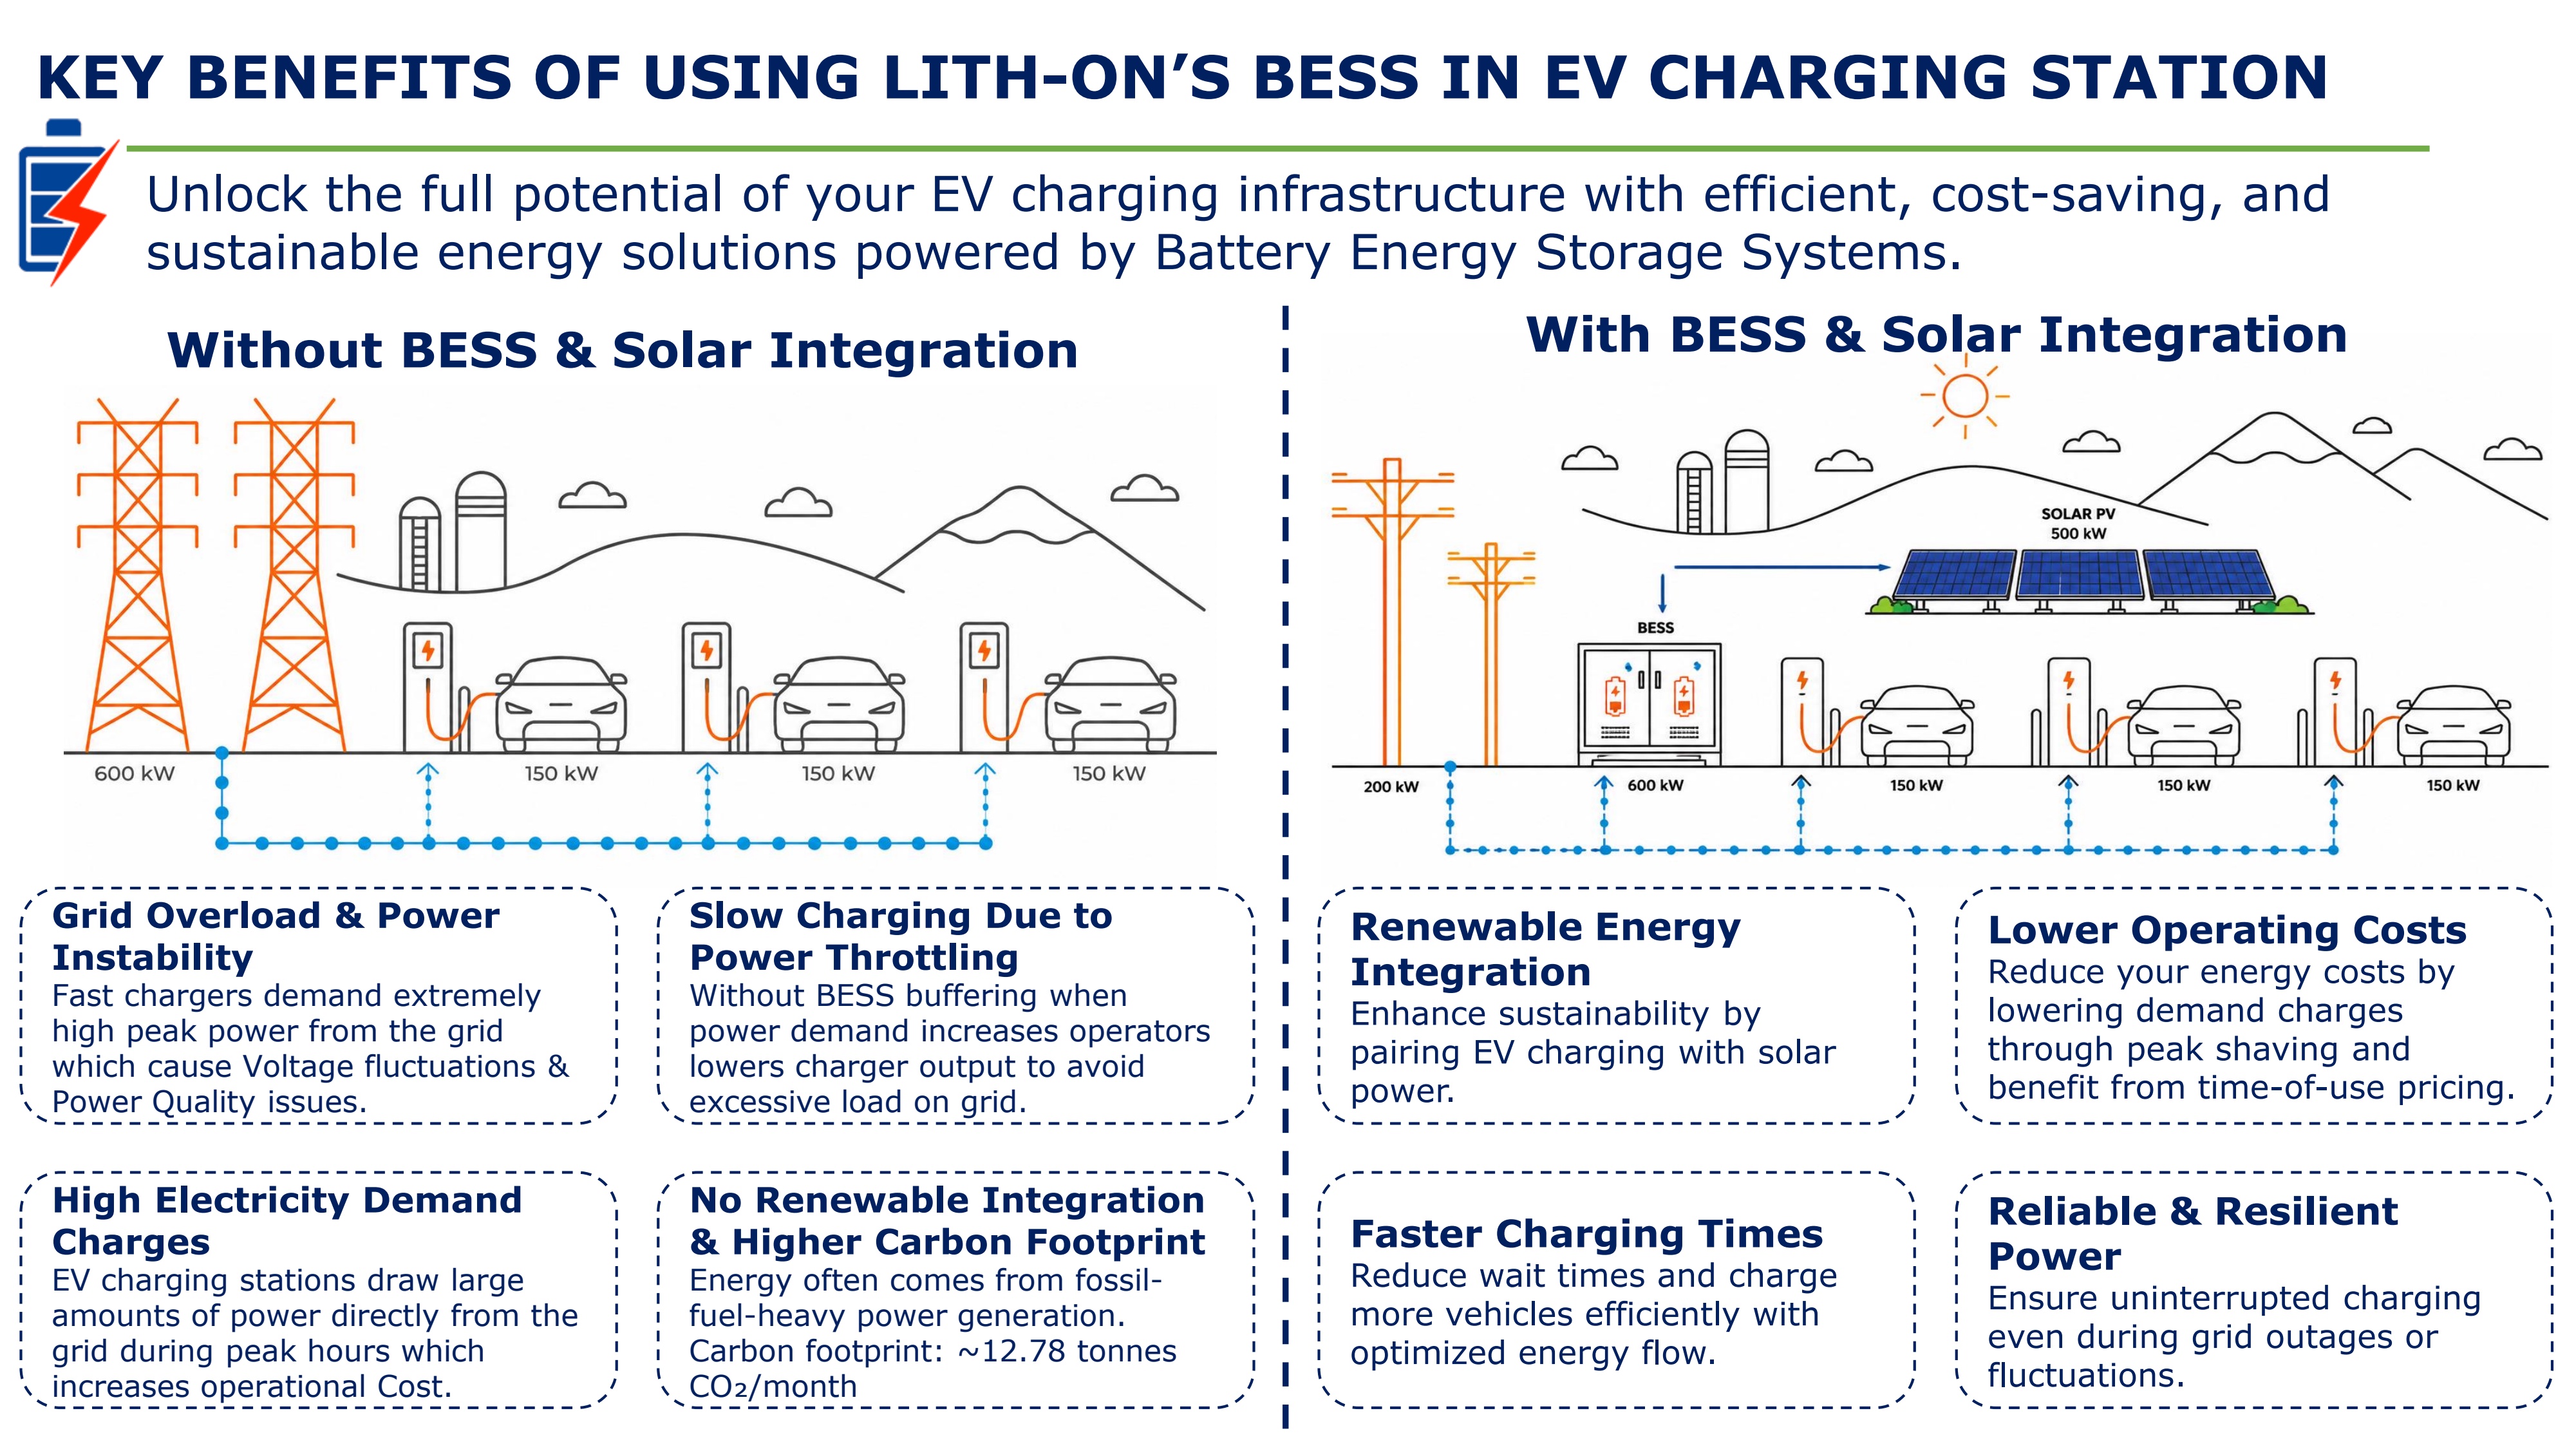 KEY BENEFITS OF USING LITH-ON’S BESS IN EV CHARGING STATION
Unlock the full potential of your EV charging infrastructure with efficient, cost-saving, and
sustainable energy solutions powered by Battery Energy Storage Systems.
Without BESS & Solar Integration
600 kW
150 kW
150 kW
150 kW
Grid Overload & Power
Instability
Fast chargers demand extremely
high peak power from the grid
which cause Voltage fluctuations &
Power Quality issues.
Slow Charging Due to
Power Throttling
Without BESS buffering when
power demand increases operators
lowers charger output to avoid
excessive load on grid.
High Electricity Demand
Charges
EV charging stations draw large
amounts of power directly from the
grid during peak hours which
increases operational Cost.
No Renewable Integration
& Higher Carbon Footprint
Energy often comes from fossil-
fuel-heavy power generation.
Carbon footprint: ~12.78 tonnes
CO₂/month
With BESS & Solar Integration
SOLAR PV
500 kW
BESS
200 kW
600 kW
150 kW
150 kW
150 kW
Renewable Energy
Integration
Enhance sustainability by
pairing EV charging with solar
power.
Lower Operating Costs
Reduce your energy costs by
lowering demand charges
through peak shaving and
benefit from time-of-use pricing.
Faster Charging Times
Reduce wait times and charge
more vehicles efficiently with
optimized energy flow.
Reliable & Resilient
Power
Ensure uninterrupted charging
even during grid outages or
fluctuations.